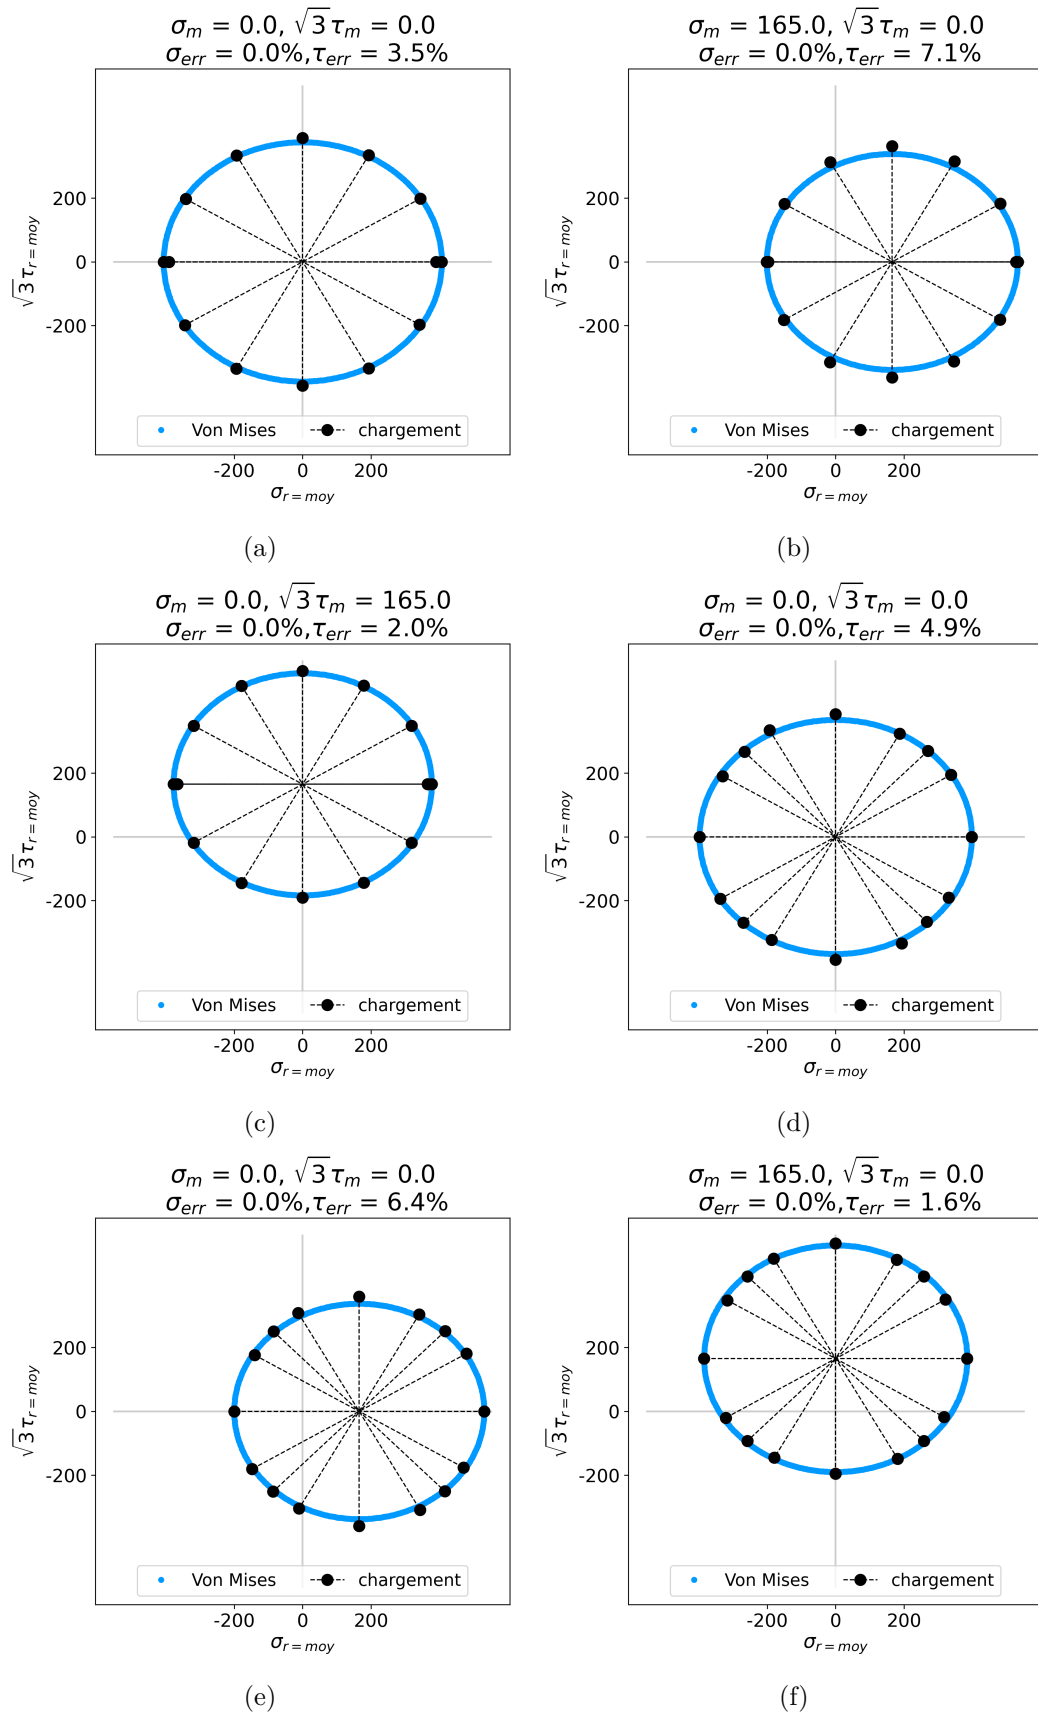 σm = 0.0, √3τm = 0.0
σerr = 0.0%,τerr = 3.5%
√3τr=moy
200
0
-200
Von Mises
chargement
-200 0 200
σr=moy
(a)
σm = 165.0, √3τm = 0.0
σerr = 0.0%,τerr = 7.1%
√3τr=moy
200
0
-200
Von Mises
chargement
-200 0 200
σr=moy
(b)
σm = 0.0, √3τm = 165.0
σerr = 0.0%,τerr = 2.0%
√3τr=moy
200
0
-200
Von Mises
chargement
-200 0 200
σr=moy
(c)
σm = 0.0, √3τm = 0.0
σerr = 0.0%,τerr = 4.9%
√3τr=moy
200
0
-200
Von Mises
chargement
-200 0 200
σr=moy
(d)
σm = 0.0, √3τm = 0.0
σerr = 0.0%,τerr = 6.4%
√3τr=moy
200
0
-200
Von Mises
chargement
-200 0 200
σr=moy
(e)
σm = 165.0, √3τm = 0.0
σerr = 0.0%,τerr = 1.6%
√3τr=moy
200
0
-200
Von Mises
chargement
-200 0 200
σr=moy
(f)